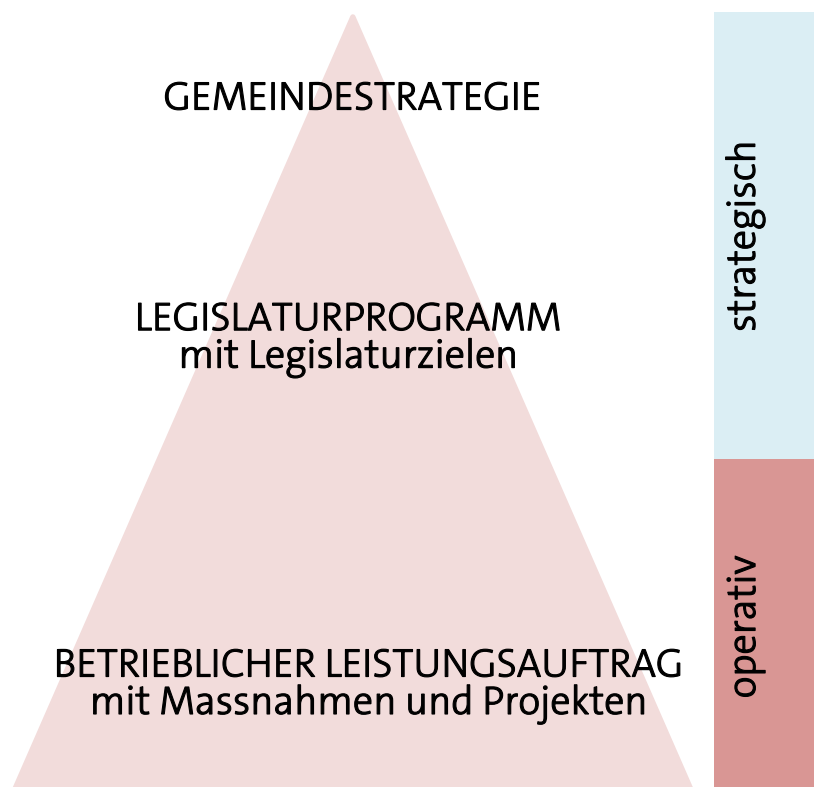 GEMEINDESTRATEGIE
LEGISLATURPROGRAMM
mit Legislaturzielen
BETRIEBLICHER LEISTUNGSAUFTRAG
mit Massnahmen und Projekten
strategisch
operativ